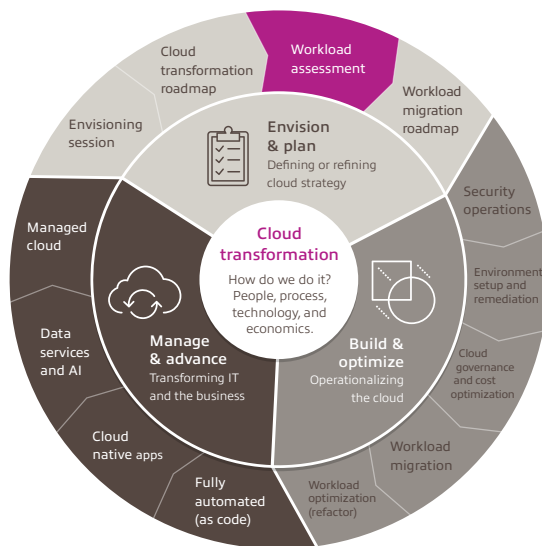 Workload
assessment
Cloud
transformation
roadmap
Workload
migration
roadmap
Envisioning
session
Envision
& plan
Defining or refining
cloud strategy
Security
operations
Managed
cloud
Cloud
transformation
How do we do it?
People, process,
technology, and
economics.
Environment
setup and
remediation
Data
services
and AI
Manage
& advance
Transforming IT
and the business
Build &
optimize
Operationalizing
the cloud
Cloud
governance
and cost
optimization
Cloud
native apps
Workload
migration
Fully
automated
(as code)
Workload
optimization
(refactor)